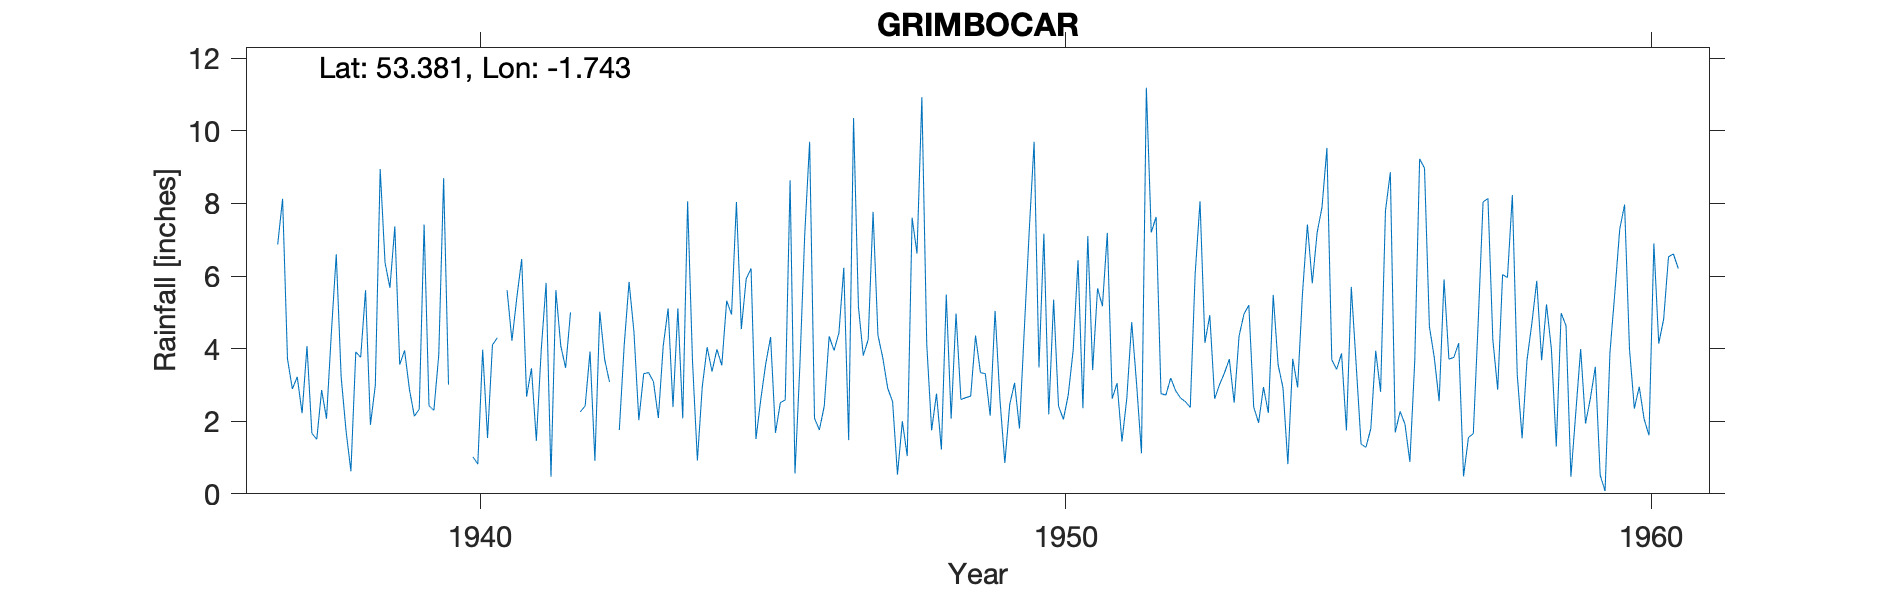 GRIMBOCAR
Lat: 53.381, Lon: -1.743
12
10
8
6
4
2
0
Rainfall [inches]
1940 1950 1960
Year